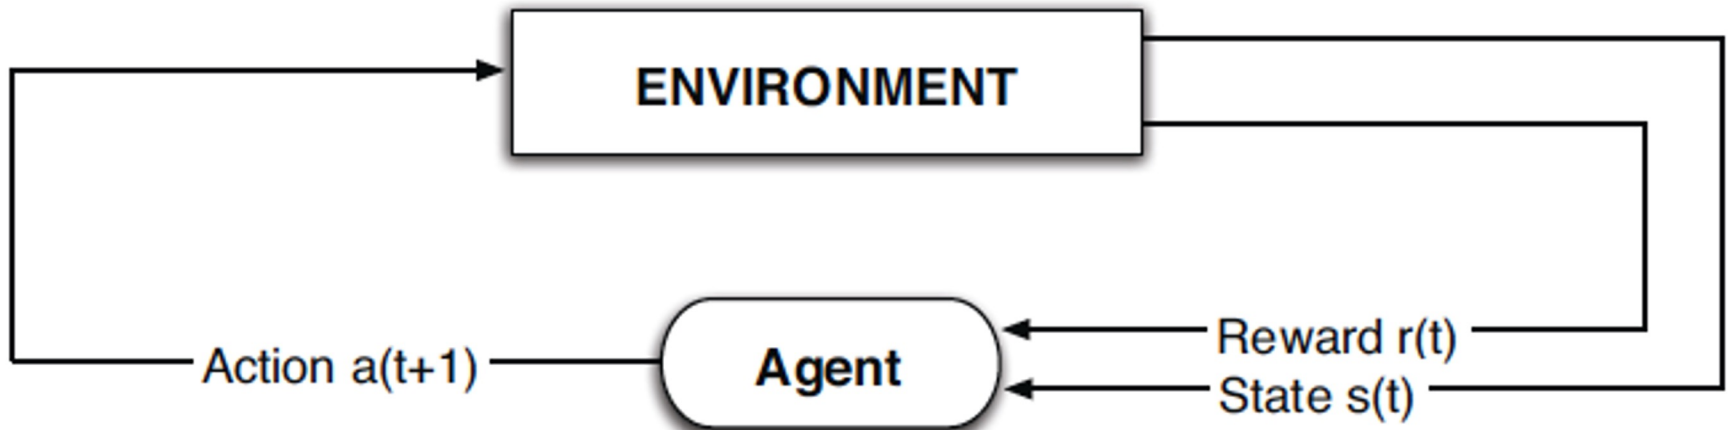 ENVIRONMENT
Reward r(t)
Action a(t+1)
Agent
State s(t)